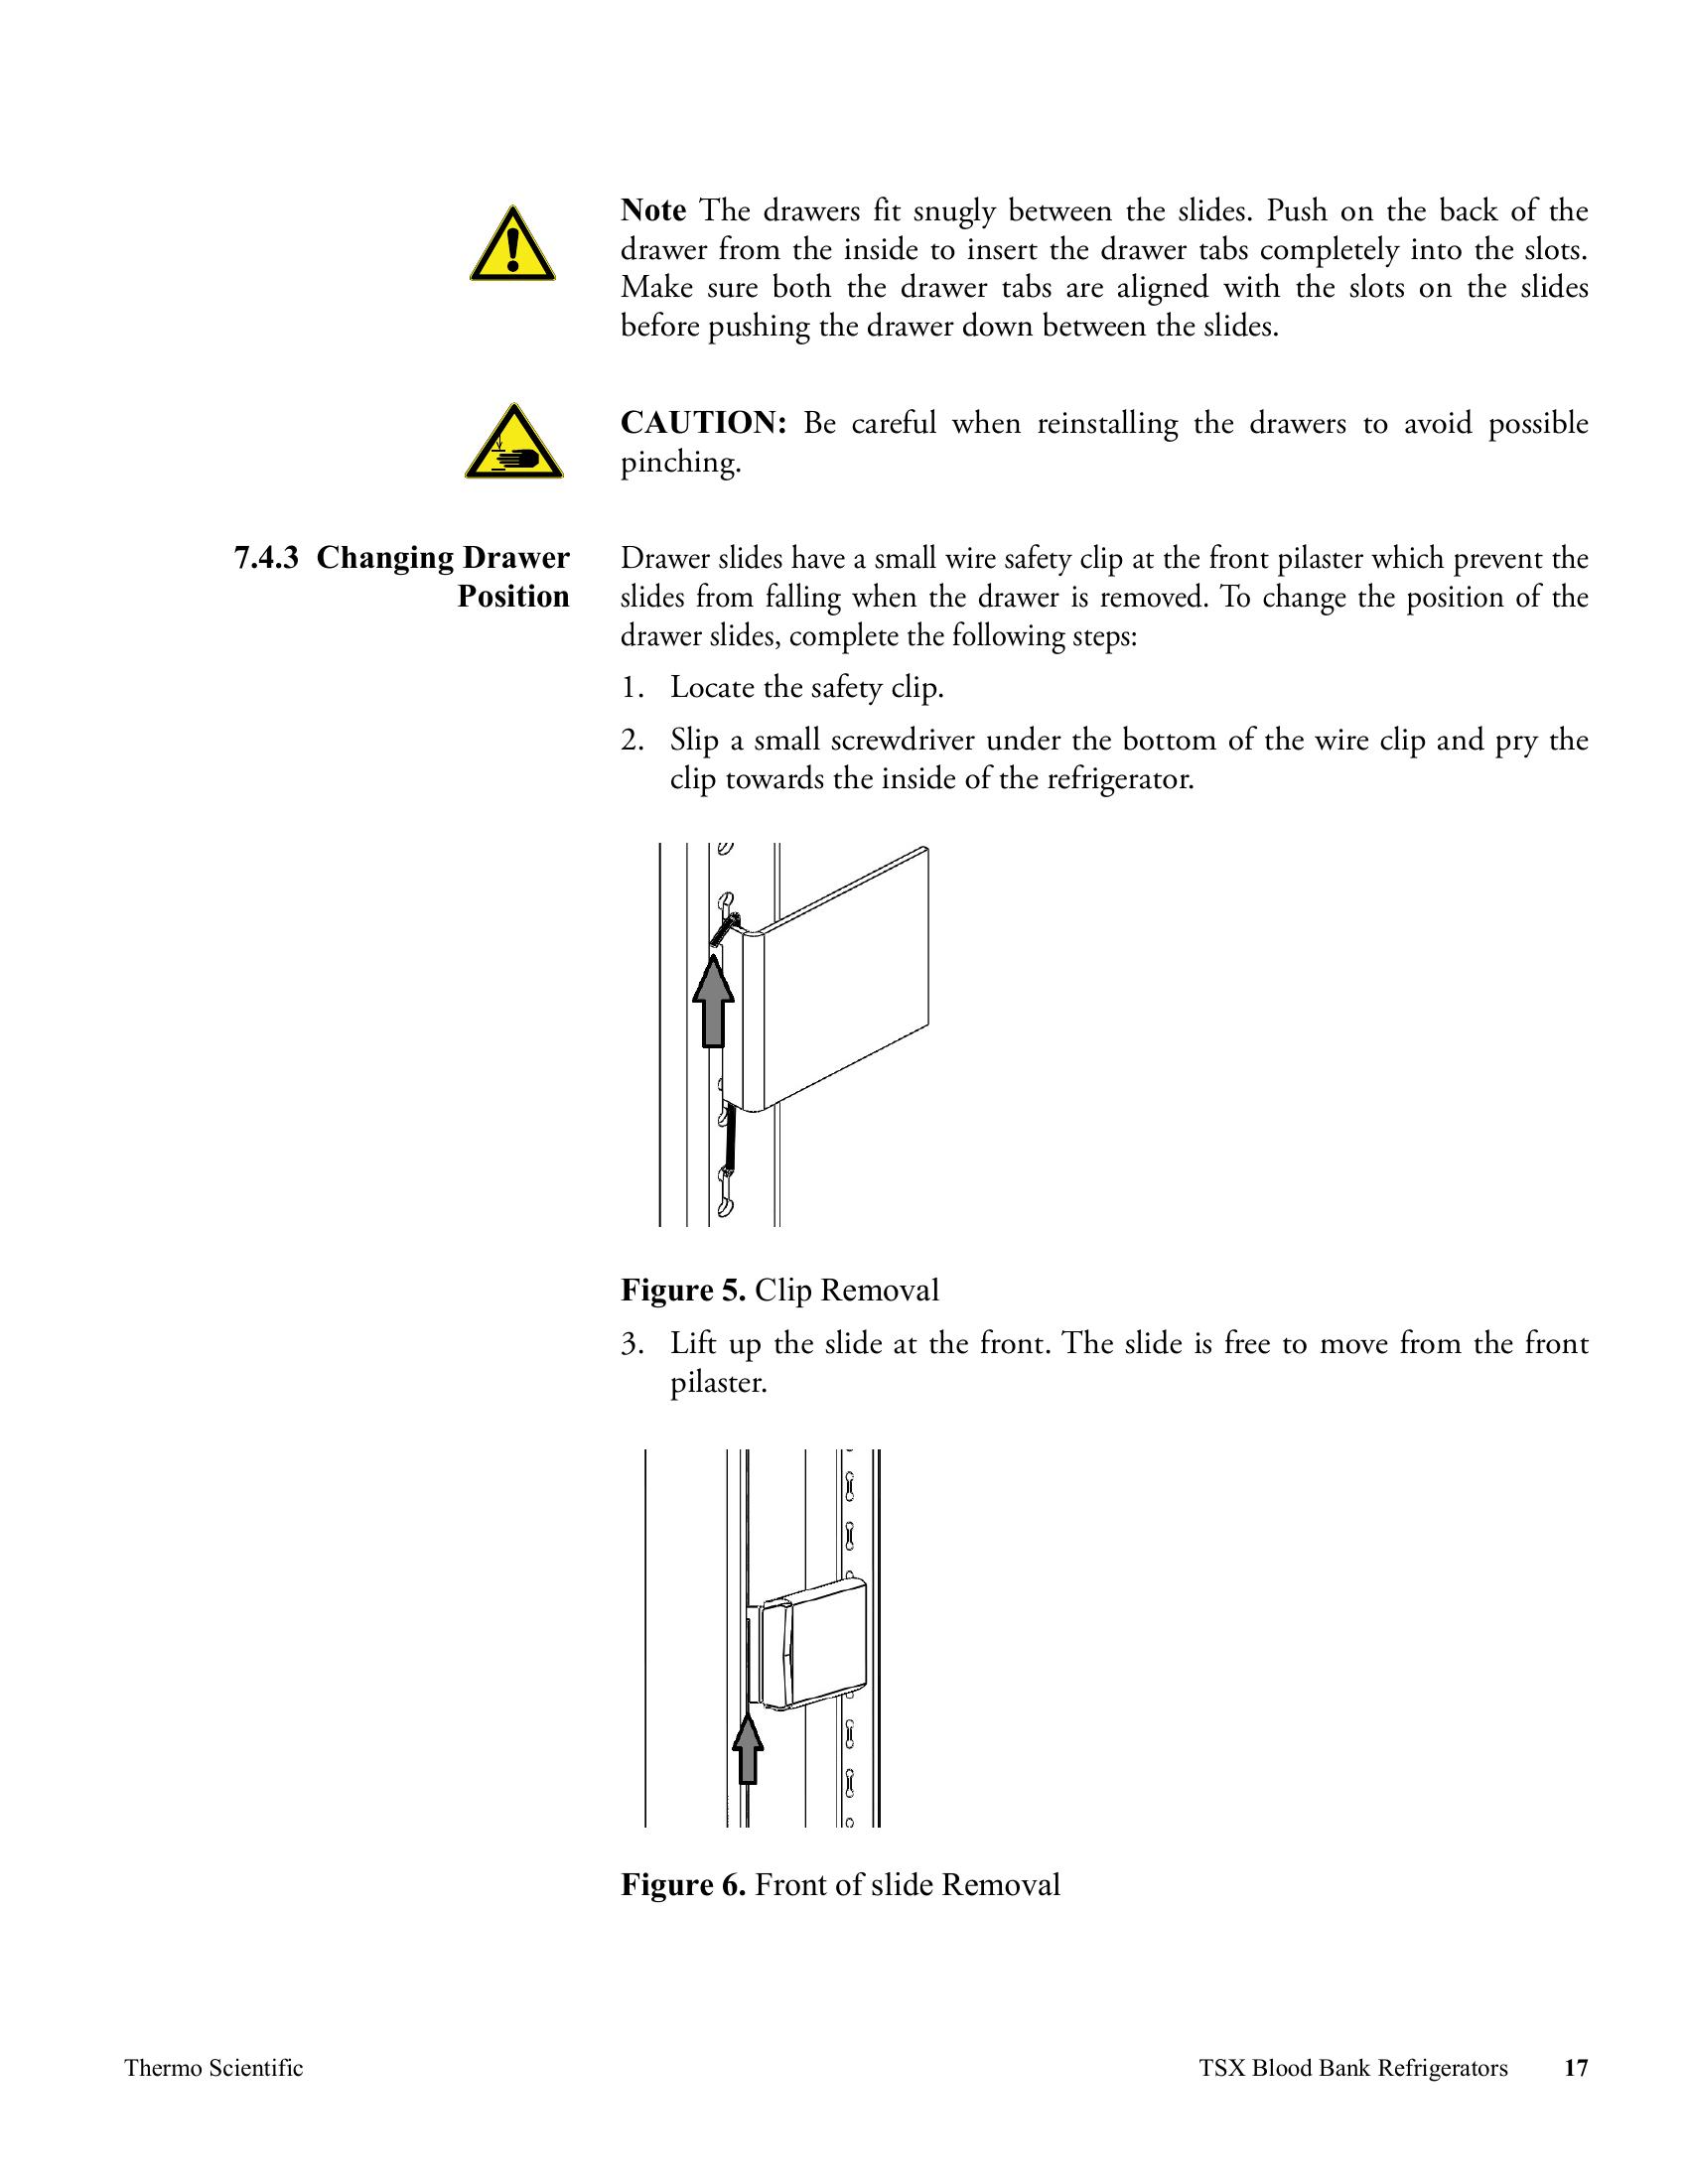 Note The drawers fit snugly between the slides. Push on the back of the
drawer from the inside to insert the drawer tabs completely into the slots.
Make sure both the drawer tabs are aligned with the slots on the slides
before pushing the drawer down between the slides.
CAUTION: Be careful when reinstalling the drawers to avoid possible
pinching.
7.4.3 Changing Drawer
Position
Drawer slides have a small wire safety clip at the front pilaster which prevent the
slides from falling when the drawer is removed. To change the position of the
drawer slides, complete the following steps:
1. Locate the safety clip.
2. Slip a small screwdriver under the bottom of the wire clip and pry the
clip towards the inside of the refrigerator.
Figure 5. Clip Removal
3. Lift up the slide at the front. The slide is free to move from the front
pilaster.
Figure 6. Front of slide Removal
Thermo Scientific
TSX Blood Bank Refrigerators 17